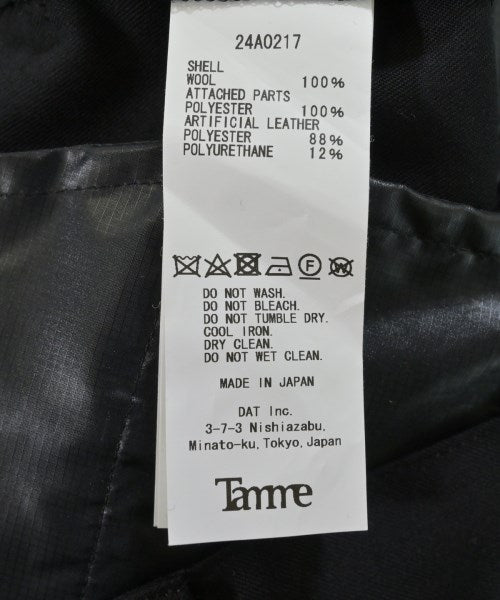 24A0217
SHELL
WOOL 100%
ATTACHED PARTS
POLYESTER 100%
ARTIFICIAL LEATHER
POLYESTER 88%
POLYURETHANE 12%
F W
DO NOT WASH.
DO NOT BLEACH.
DO NOT TUMBLE DRY.
COOL IRON.
DRY CLEAN.
DO NOT WET CLEAN.
MADE IN JAPAN
DAT Inc.
3-7-3 Nishiazabu,
Minato-ku, Tokyo, Japan
Tamme